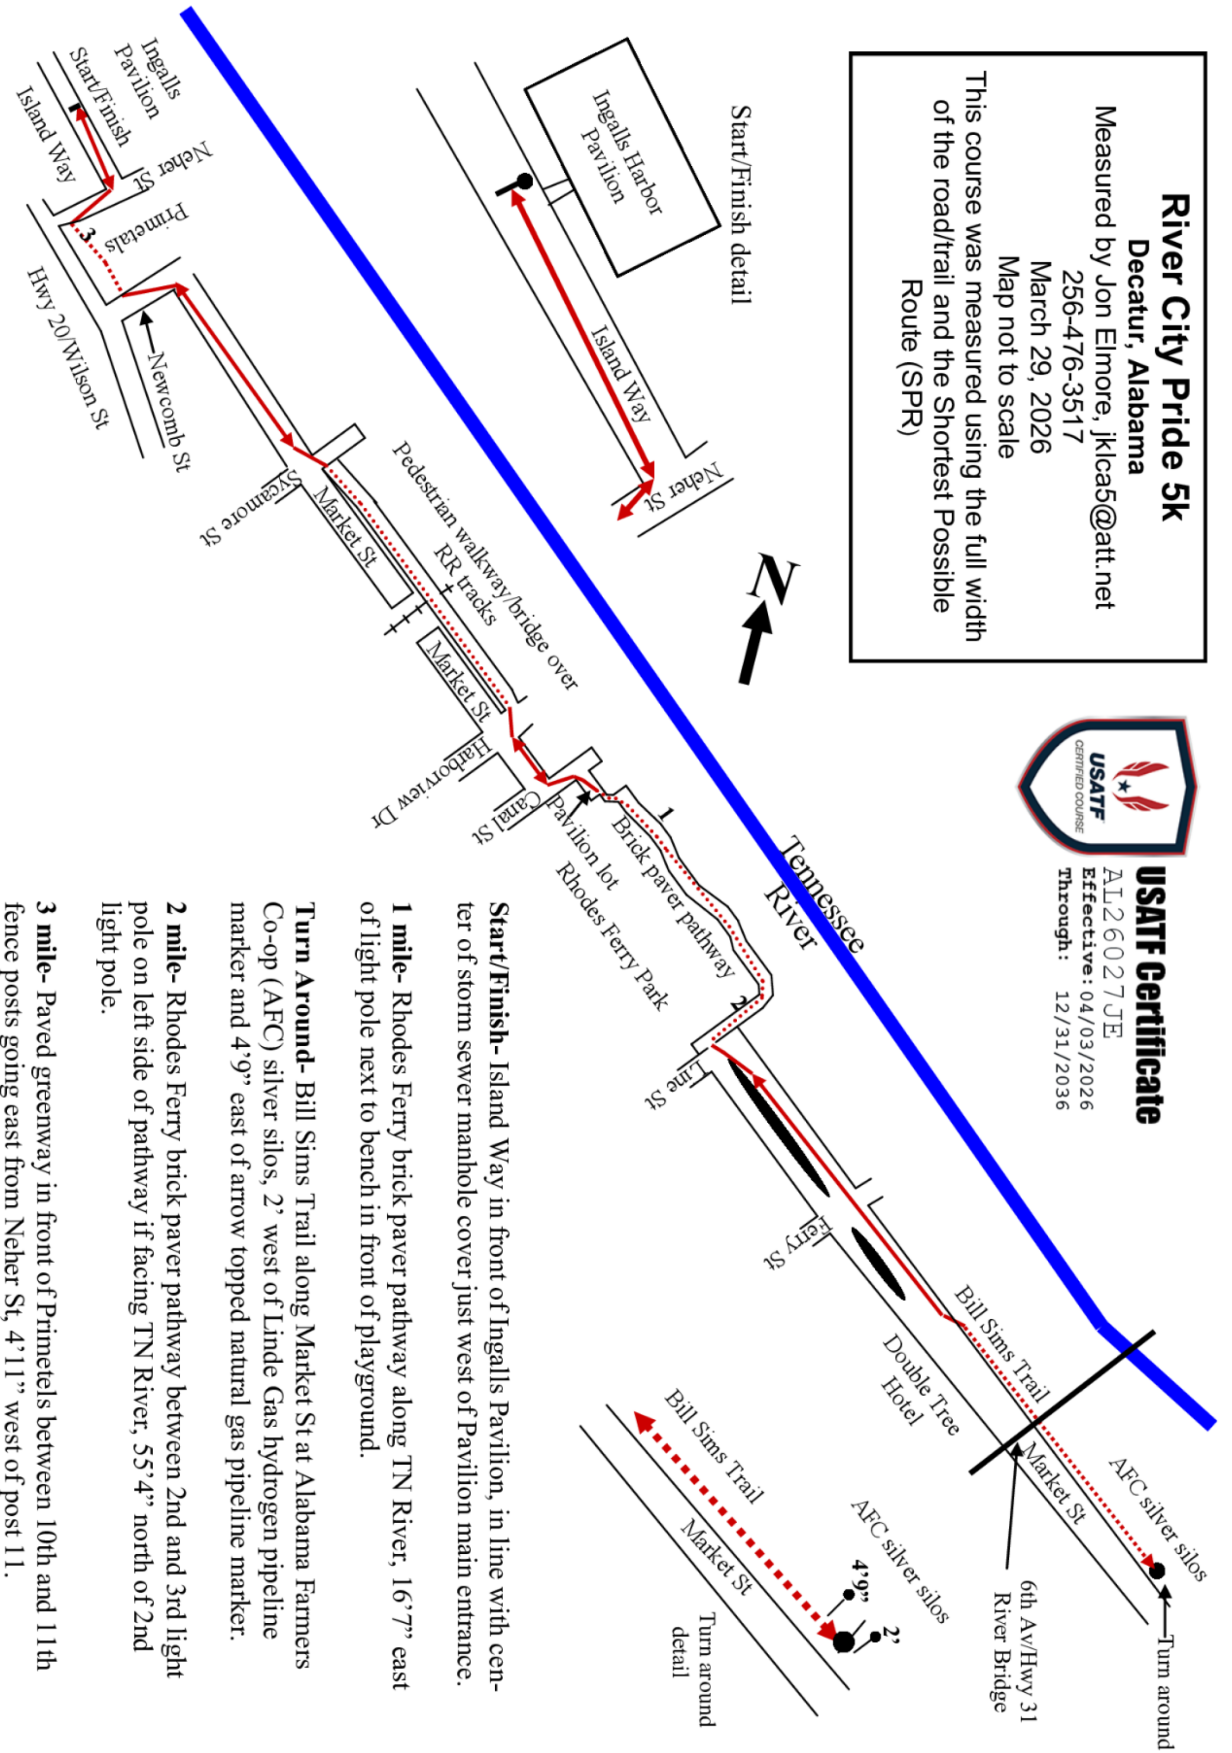 River City Pride 5k
Decatur, Alabama
Measured by Jon Elmore, jklca5@att.net
256-476-3517
March 29, 2026
Map not to scale
This course was measured using the full width
of the road/trail and the Shortest Possible
Route (SPR)
USATF
CERTIFIED COURSE
USATF Certificate
AL26027JE
Effective: 04/03/2026
Through: 12/31/2036
Start/Finish detail
Ingalls Harbor
Pavilion
Island Way
Neher
St
N
Tennessee
River
Ingalls
Pavilion
Start/Finish
Island Way
Neher St
Primetals
3
Hwy 20/Wilson St
Newcomb St
Sycamore St
Market St
Pedestrian walkway/bridge over
RR tracks
Market St
Harborview Dr
Canal St
Pavilion lot
Rhodes Ferry Park
1
Brick paver pathway
2
Line St
Ferry St
Double Tree
Hotel
Bill Sims Trail
Market St
AFC silver silos
Turn around
6th Av/Hwy 31
River Bridge
Bill Sims Trail
Market St
AFC silver silos
4'9”
2'
Turn around
detail
Start/Finish- Island Way in front of Ingalls Pavilion, in line with cen-
ter of storm sewer manhole cover just west of Pavilion main entrance.
1 mile- Rhodes Ferry brick paver pathway along TN River, 16'7” east
of light pole next to bench in front of playground.
Turn Around- Bill Sims Trail along Market St at Alabama Farmers
Co-op (AFC) silver silos, 2' west of Linde Gas hydrogen pipeline
marker and 4'9” east of arrow topped natural gas pipeline marker.
2 mile- Rhodes Ferry brick paver pathway between 2nd and 3rd light
pole on left side of pathway if facing TN River, 55'4” north of 2nd
light pole.
3 mile- Paved greenway in front of Primetels between 10th and 11th
fence posts going east from Neher St, 4'11” west of post 11.